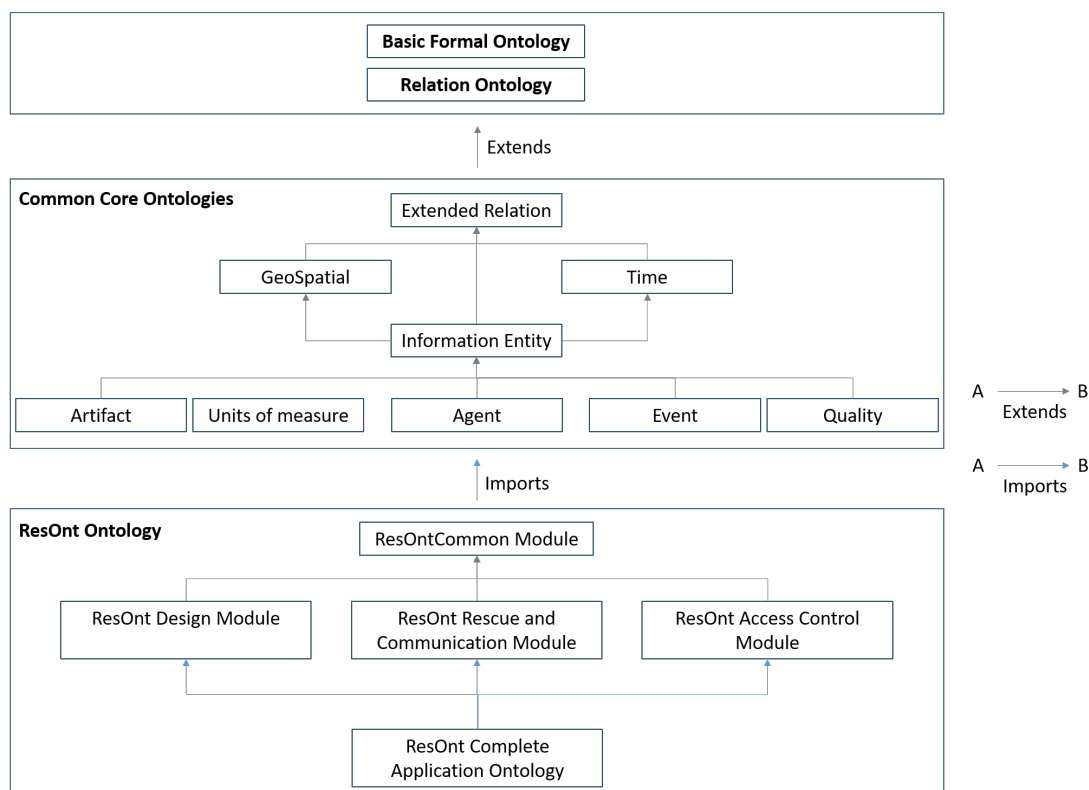 Basic Formal Ontology
Relation Ontology
Extends
Common Core Ontologies
Extended Relation
GeoSpatial
Time
Information Entity
Artifact
Units of measure
Agent
Event
Quality
A
B
Extends
A
B
Imports
Imports
ResOnt Ontology
ResOntCommon Module
ResOnt Design Module
ResOnt Rescue and
Communication Module
ResOnt Access Control
Module
ResOnt Complete
Application Ontology